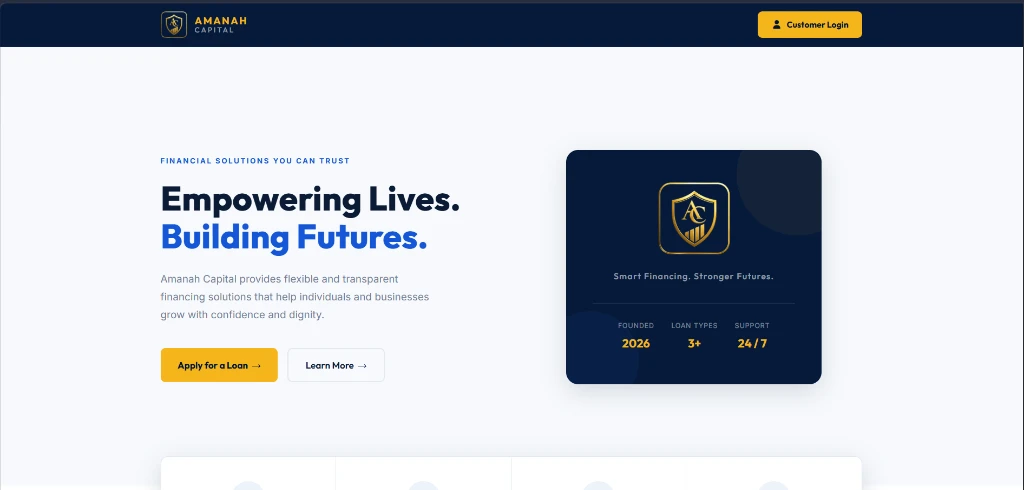 AMANAH
CAPITAL
Customer Login
FINANCIAL SOLUTIONS YOU CAN TRUST
Empowering Lives.
Building Futures.
Amanah Capital provides flexible and transparent
financing solutions that help individuals and businesses
grow with confidence and dignity.
Apply for a Loan →
Learn More →
AC
Smart Financing. Stronger Futures.
FOUNDED
2026
LOAN TYPES
3+
SUPPORT
24 / 7